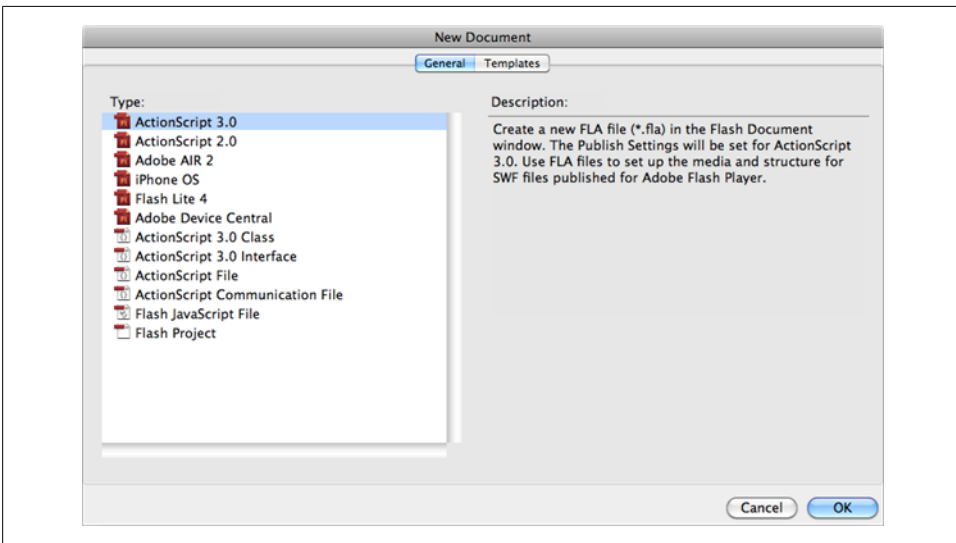 New Document
General Templates
Type:
ActionScript 3.0
ActionScript 2.0
Adobe AIR 2
iPhone OS
Flash Lite 4
Adobe Device Central
ActionScript 3.0 Class
ActionScript 3.0 Interface
ActionScript File
ActionScript Communication File
Flash JavaScript File
Flash Project
Description:
Create a new FLA file (*.fla) in the Flash Document
window. The Publish Settings will be set for ActionScript
3.0. Use FLA files to set up the media and structure for
SWF files published for Adobe Flash Player.
Cancel OK